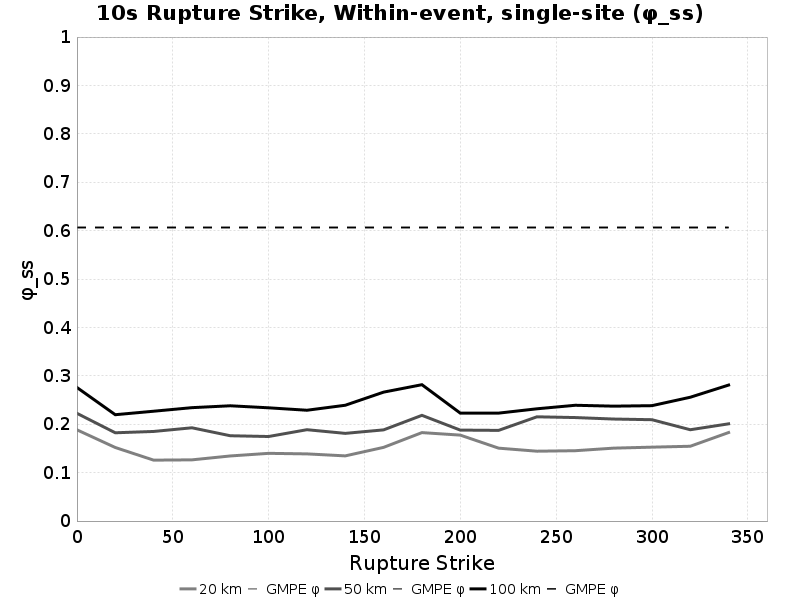 10s Rupture Strike, Within-event, single-site (φ_ss)
1
0.9
0.8
0.7
0.6
0.5
0.4
0.3
0.2
0.1
0
φ_ss
0 50 100 150 200 250 300 350
Rupture Strike
20 km GMPE φ 50 km GMPE φ 100 km GMPE φ